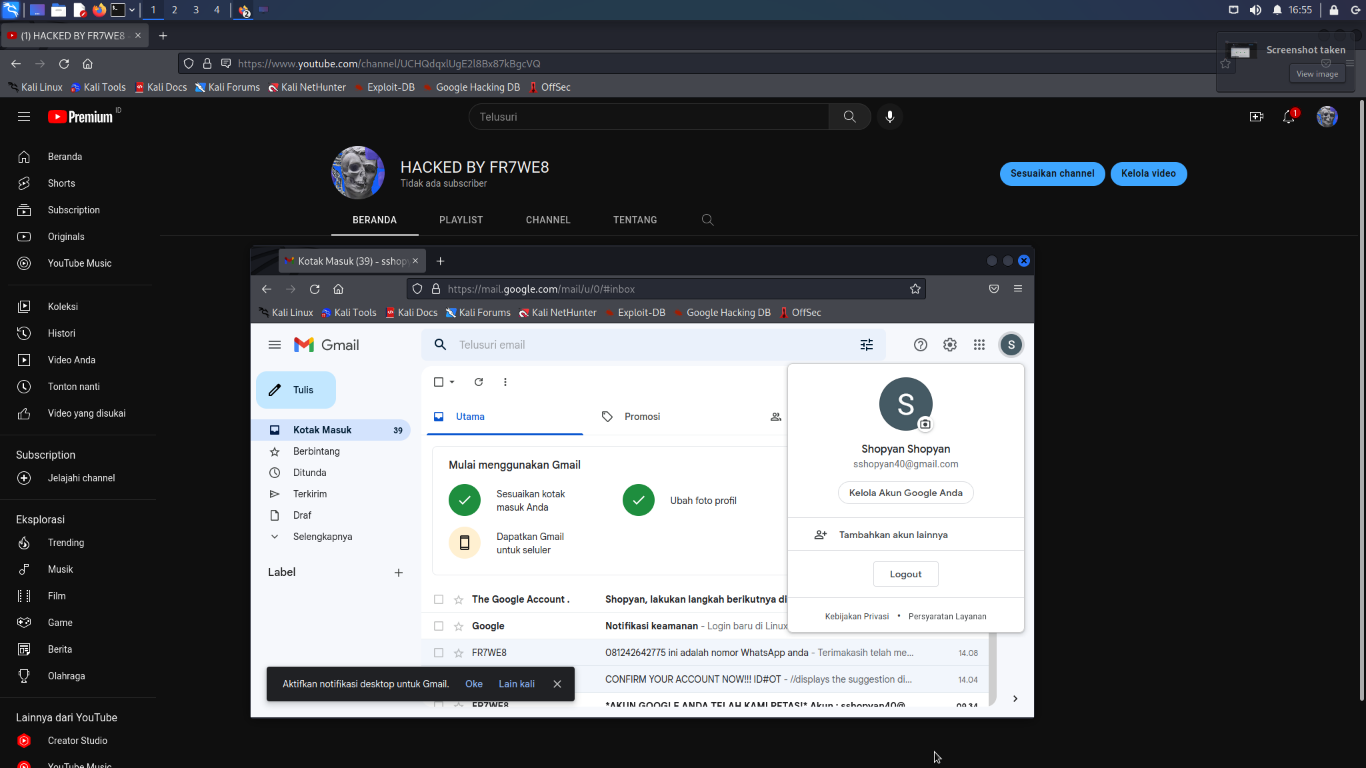 1 2 3 4
16:55
(1) HACKED BY FR7WE8 -
https://www.youtube.com/channel/UCHQdqxlUgE2l8Bx87kBgcVQ
Screenshot taken
View image
Kali Linux Kali Tools Kali Docs Kali Forums Kali NetHunter Exploit-DB Google Hacking DB OffSec
Premium ID
Telusuri
1
Beranda
Shorts
Subscription
Originals
YouTube Music
Koleksi
Histori
Video Anda
Tonton nanti
Video yang disukai
Subscription
Jelajahi channel
Eksplorasi
Trending
Musik
Film
Game
Berita
Olahraga
Lainnya dari YouTube
Creator Studio
YouTube Music
HACKED BY FR7WE8
Tidak ada subscriber
Sesuaikan channel
Kelola video
BERANDA PLAYLIST CHANNEL TENTANG
Kotak Masuk (39) - sshop
https://mail.google.com/mail/u/0/#inbox
Kali Linux Kali Tools Kali Docs Kali Forums Kali NetHunter Exploit-DB Google Hacking DB OffSec
Gmail
Telusuri email
S
Tulis
Kotak Masuk 39
Berbintang
Ditunda
Terkirim
Draf
Selengkapnya
Label
Utama
Promosi
Mulai menggunakan Gmail
Sesuaikan kotak
masuk Anda
Ubah foto profil
Dapatkan Gmail
untuk seluler
S
Shopyan Shopyan
sshopyan40@gmail.com
Kelola Akun Google Anda
Tambahkan akun lainnya
Logout
Kebijakan Privasi • Persyaratan Layanan
The Google Account . Shopyan, lakukan langkah berikutnya di
Google Notifikasi keamanan - Login baru di Linux
FR7WE8 081242642775 ini adalah nomor WhatsApp anda - Terimakasih telah me... 14.08
CONFIRM YOUR ACCOUNT NOW!!! ID#OT - //displays the suggestion di... 14.04
FR7WE8 *AKUN GOOGLE ANDA TELAH KAMI RETAS!* Akun : sshopyan40@ 09.34
Aktifkan notifikasi desktop untuk Gmail. Oke Lain kali